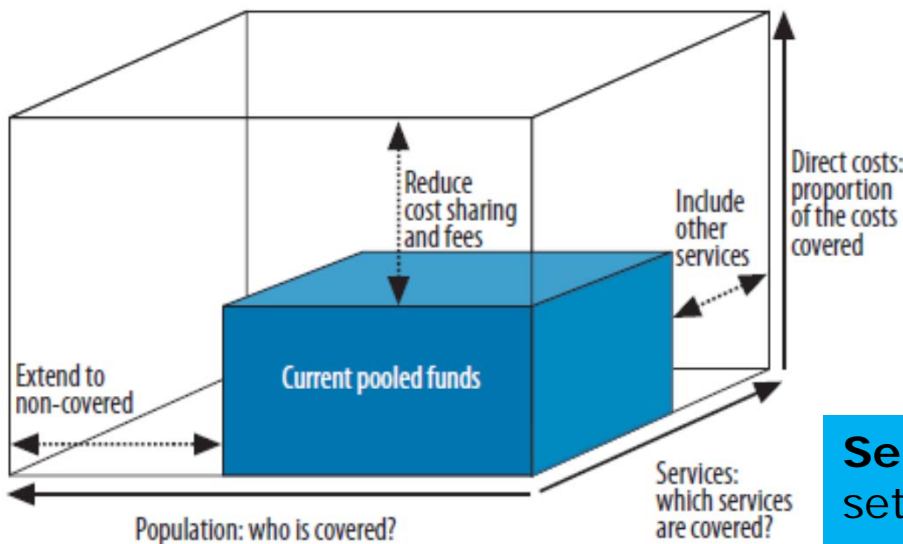 Reduce
cost sharing
and fees
Include
other
services
Direct costs:
proportion
of the costs
covered
Extend to
non-covered
Current pooled funds
Population: who is covered?
Services:
which services
are covered?
Se
set